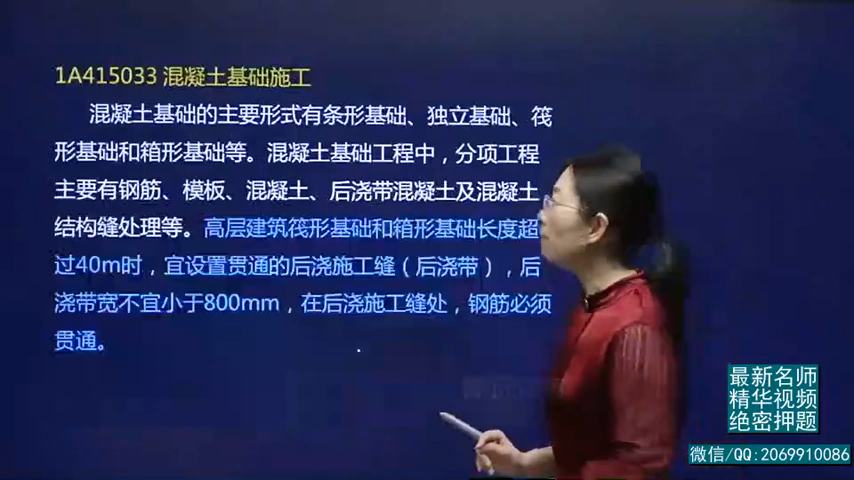 1A415033 混凝土基础施工
混凝土基础的主要形式有条形基础、独立基础、筏
形基础和箱形基础等。混凝土基础工程中，分项工程
主要有钢筋、模板、混凝土、后浇带混凝土及混凝土
结构缝处理等。高层建筑筏形基础和箱形基础长度超
过40m时，宜设置贯通的后浇施工缝（后浇带），后
浇带宽不宜小于800mm，在后浇施工缝处，钢筋必须
贯通。
最新名师
精华视频
绝密押题
微信/QQ:2069910086